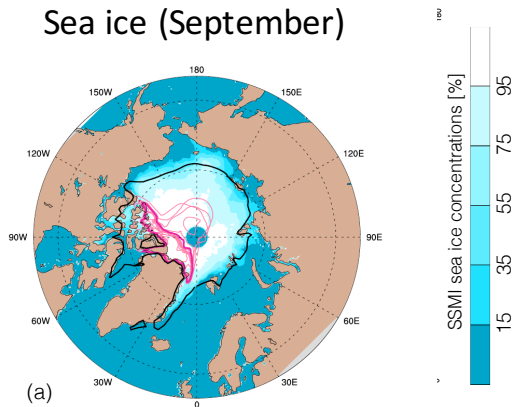 Sea ice (September)
180
150W
150E
120W
120E
90W
90E
60W
60E
30W
30E
0
(a)
SSMI sea ice concentrations [%]
95
75
55
35
15